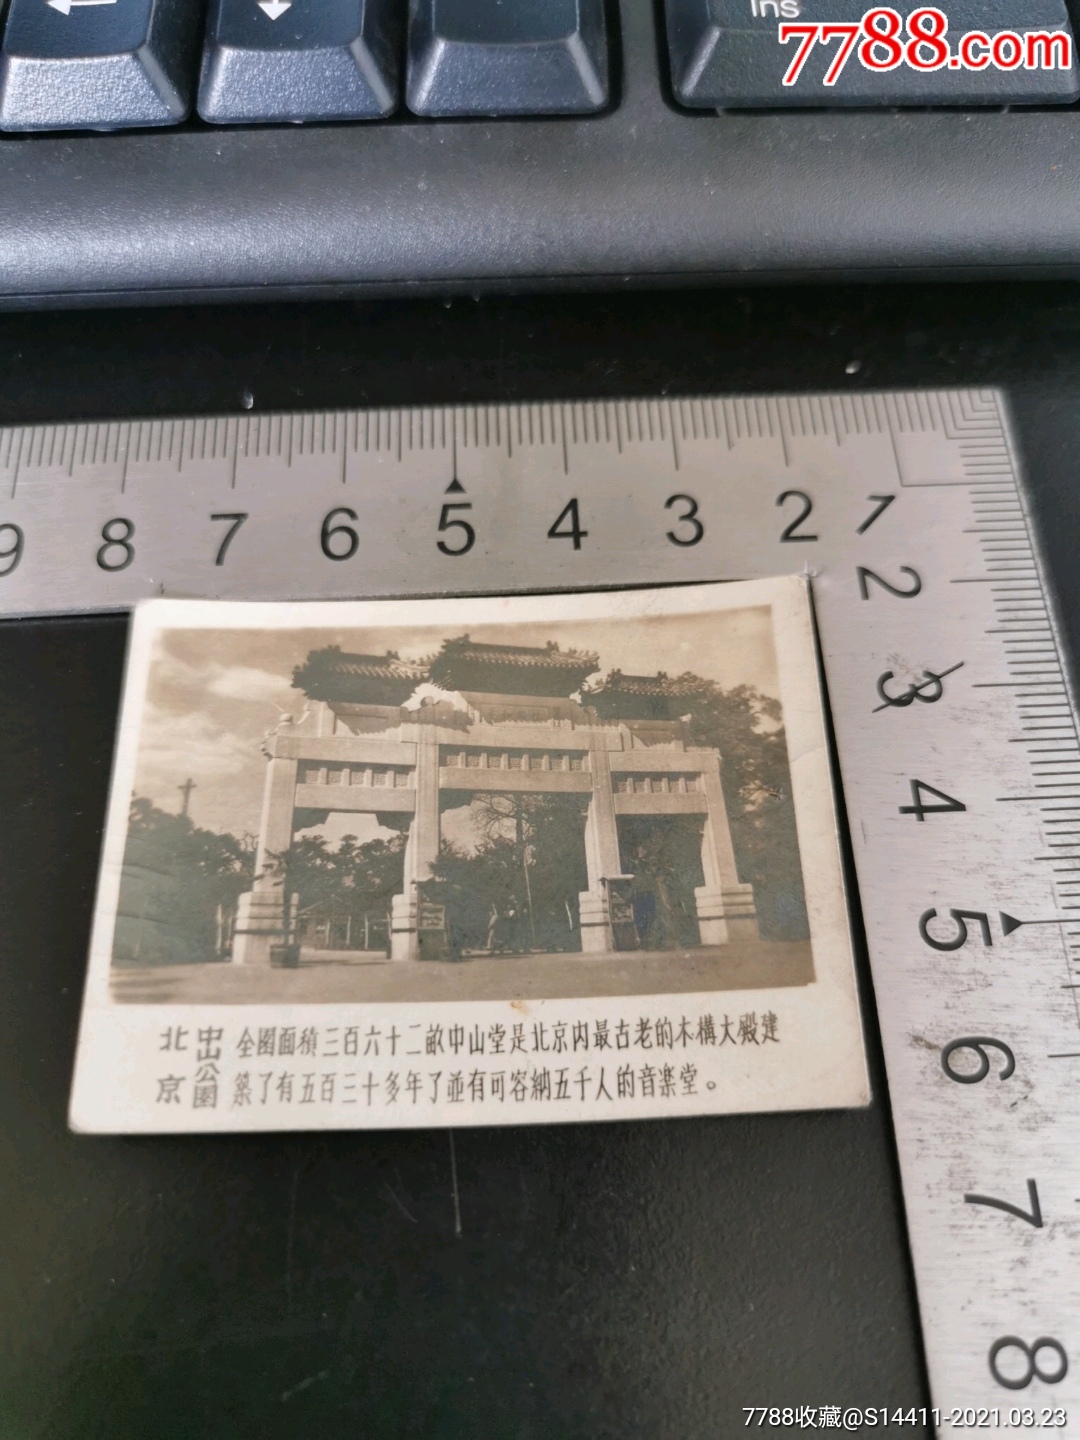 Ins
7788.com
9 8 7 6 5 4 3 2 1
2
3
4
5
6
7
8
北京
中山公園
全園面積三百六十二畝中山堂是北京内最古老的木構大殿建
築了有五百三十多年了並有可容納五千人的音楽堂。
7788收藏@S14411-2021.03.23